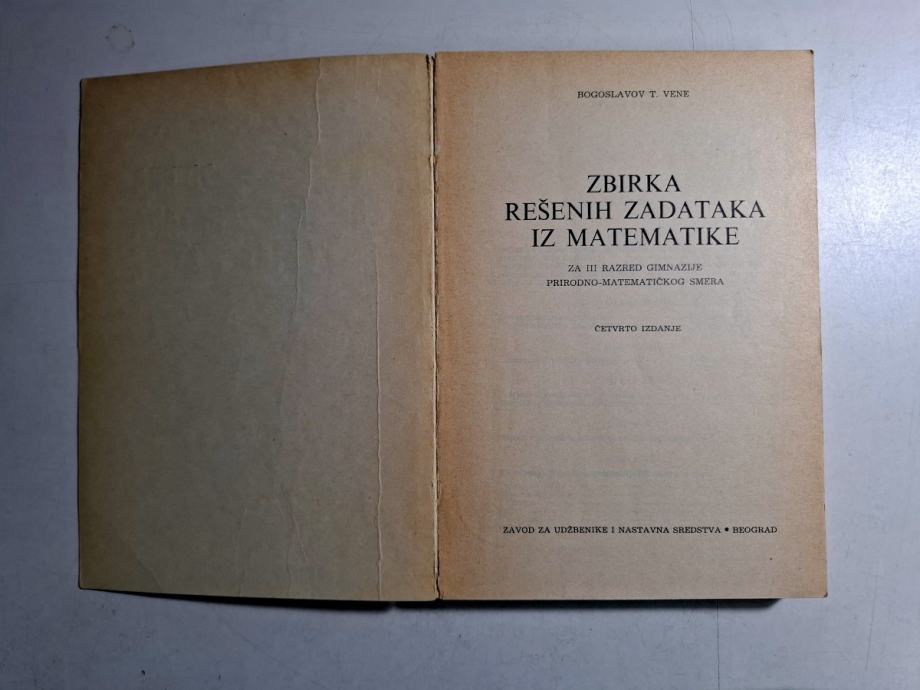 BOGOSLAVOV T. VENE
ZBIRKA
REŠENIH ZADATAKA
IZ MATEMATIKE
ZA III RAZRED GIMNAZIJE
PRIRODNO-MATEMATIČKOG SMERA
ČETVRTO IZDANJE
ZAVOD ZA UDŽBENIKE I NASTAVNA SREDSTVA • BEOGRAD